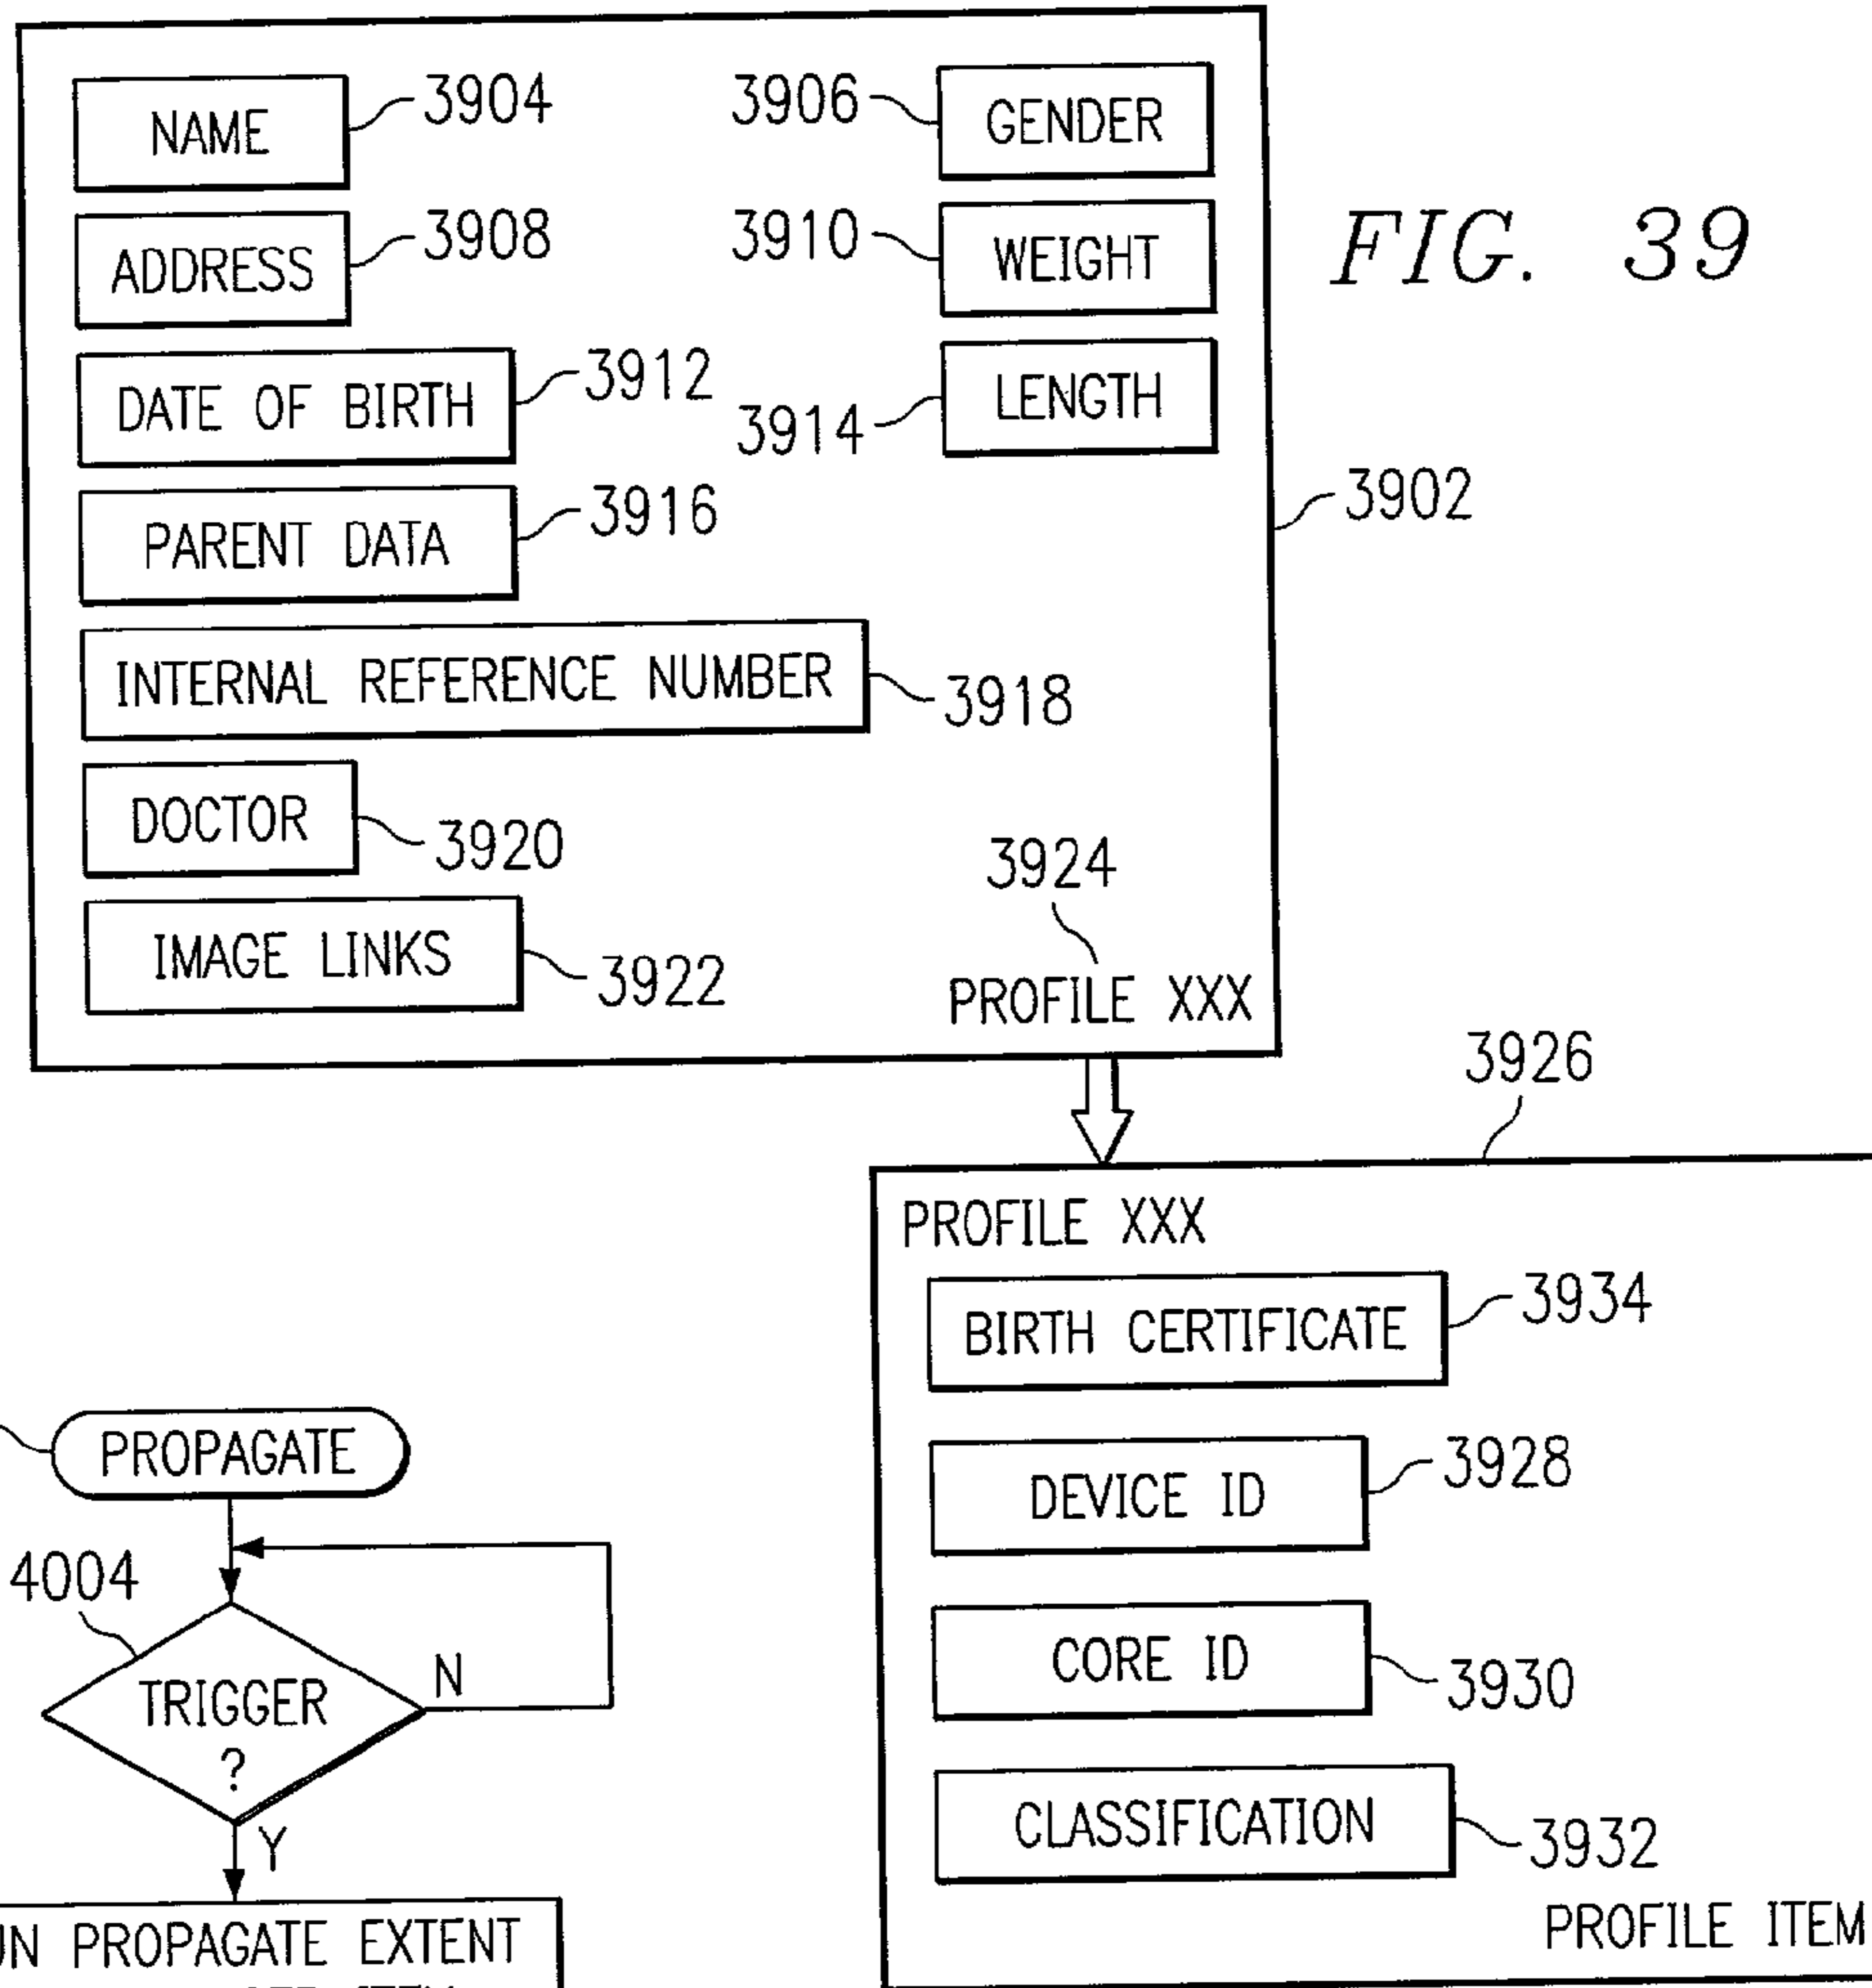 NAME
3904
3906
GENDER
ADDRESS
3908
3910
WEIGHT
FIG. 39
DATE OF BIRTH
3912
3914
LENGTH
PARENT DATA
3916
3902
INTERNAL REFERENCE NUMBER
3918
DOCTOR
3920
3924
IMAGE LINKS
3922
PROFILE XXX
3926
PROFILE XXX
BIRTH CERTIFICATE
3934
DEVICE ID
3928
CORE ID
3930
CLASSIFICATION
3932
PROFILE ITEM
PROPAGATE
4004
TRIGGER
?
N
Y
PROPAGATE EXTENT